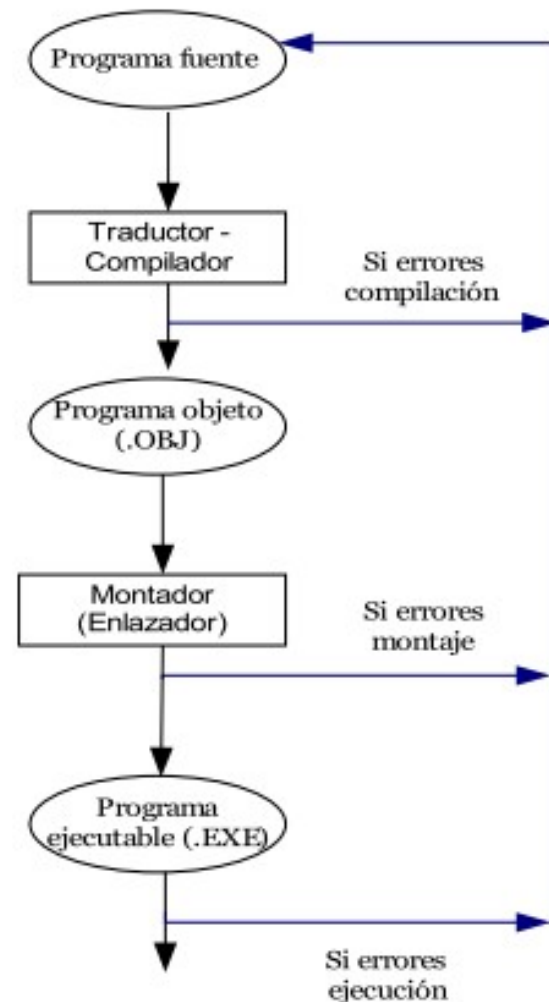 Programa fuente
Traductor -
Compilador
Si errores
compilación
Programa objeto
(.OBJ)
Montador
(Enlazador)
Si errores
montaje
Programa
ejecutable (.EXE)
Si errores
ejecución